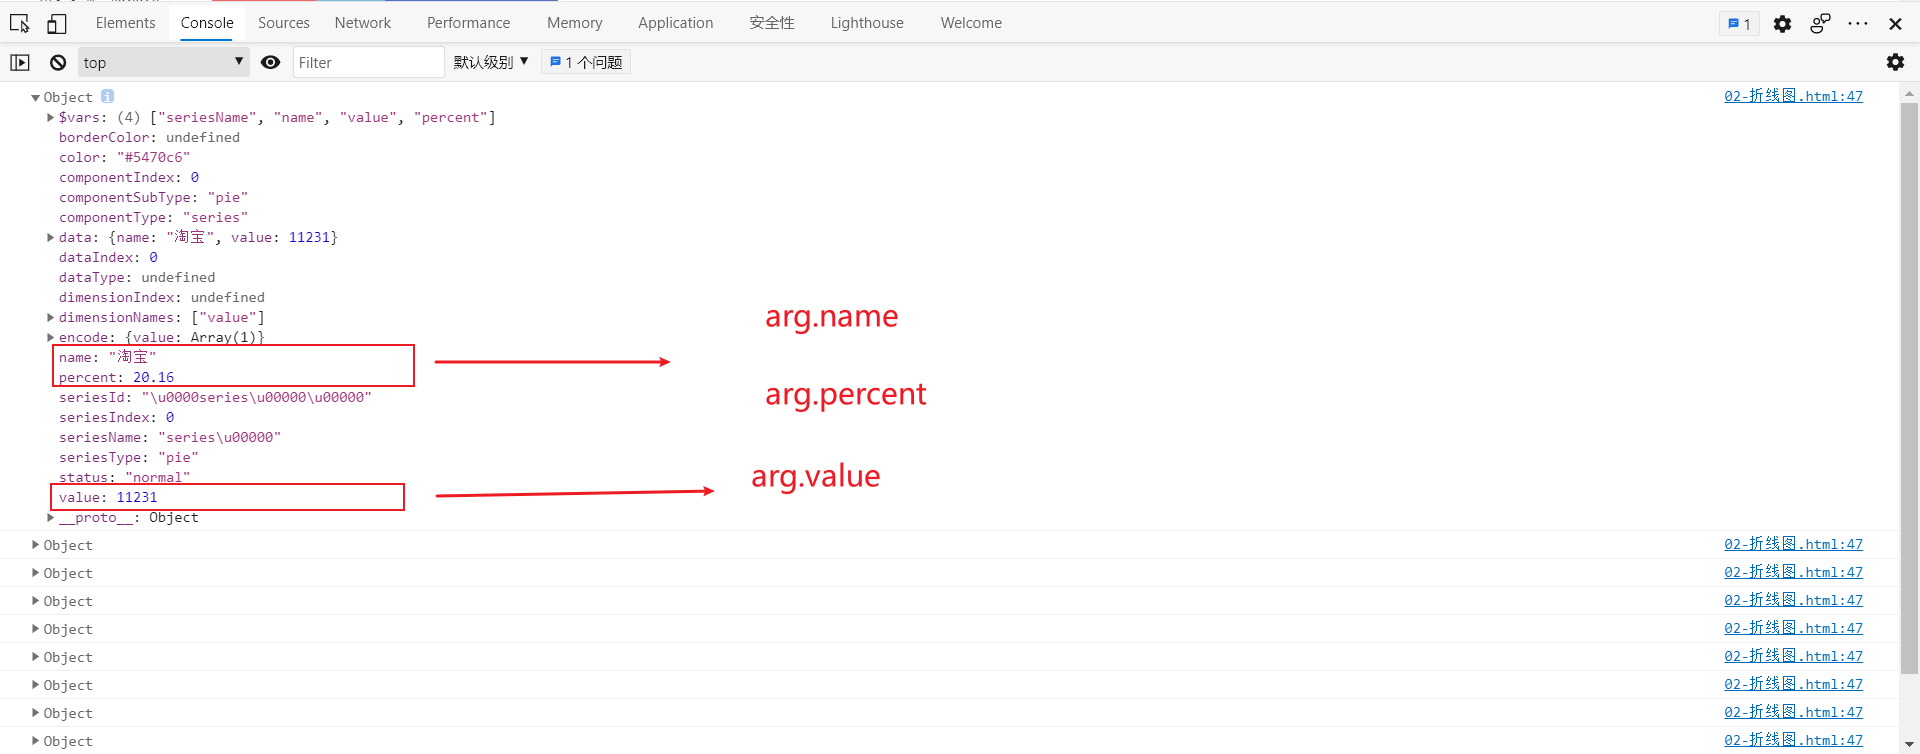 Elements Console Sources Network Performance Memory Application 安全性 Lighthouse Welcome 1
top Filter 默认级别 1 个问题
Object 02-折线图.html:47
$vars: (4) ["seriesName", "name", "value", "percent"]
borderColor: undefined
color: "#5470c6"
componentIndex: 0
componentSubType: "pie"
componentType: "series"
data: {name: "淘宝", value: 11231}
dataIndex: 0
dataType: undefined
dimensionIndex: undefined
dimensionNames: ["value"]
arg.name
encode: {value: Array(1)}
name: "淘宝"
percent: 20.16
arg.percent
seriesId: "\u0000series\u00000\u00000"
seriesIndex: 0
seriesName: "series\u00000"
seriesType: "pie"
status: "normal"
arg.value
value: 11231
__proto__: Object
Object 02-折线图.html:47
Object 02-折线图.html:47
Object 02-折线图.html:47
Object 02-折线图.html:47
Object 02-折线图.html:47
Object 02-折线图.html:47
Object 02-折线图.html:47
Object 02-折线图.html:47